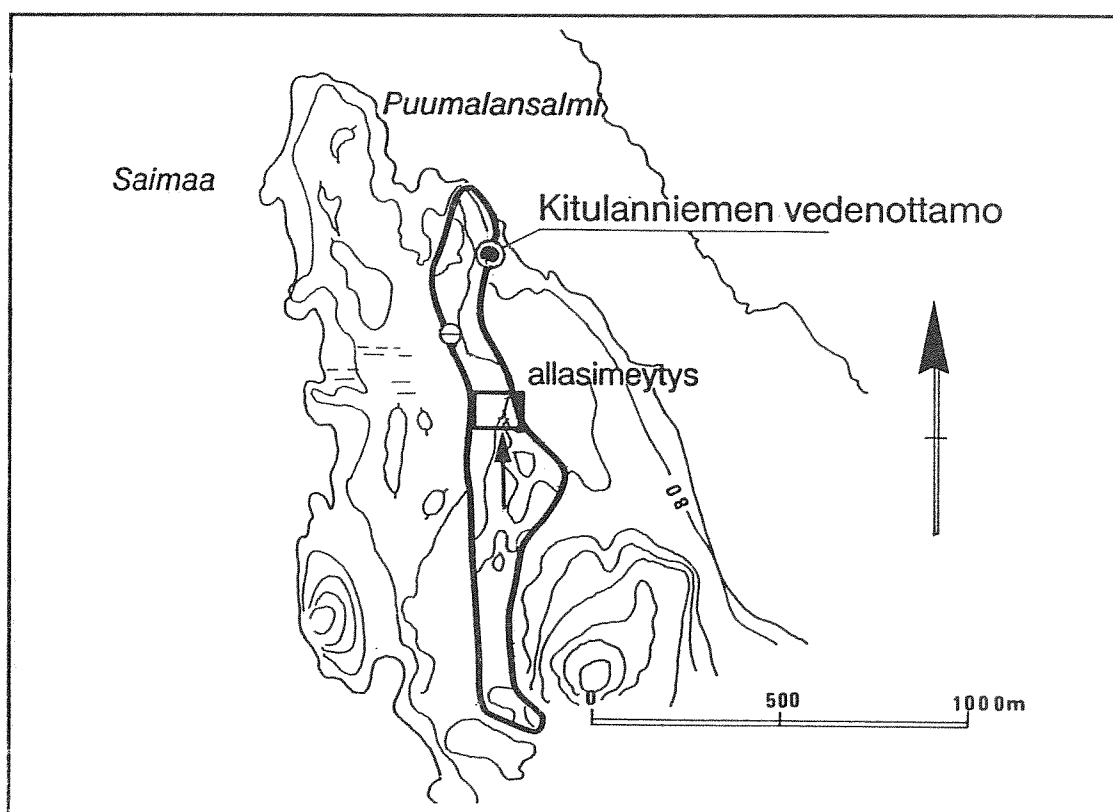 Puumalansalmi
Saimaa
Kitulanniemen vedenottamo
allasimeytys
80
0 500 1000m